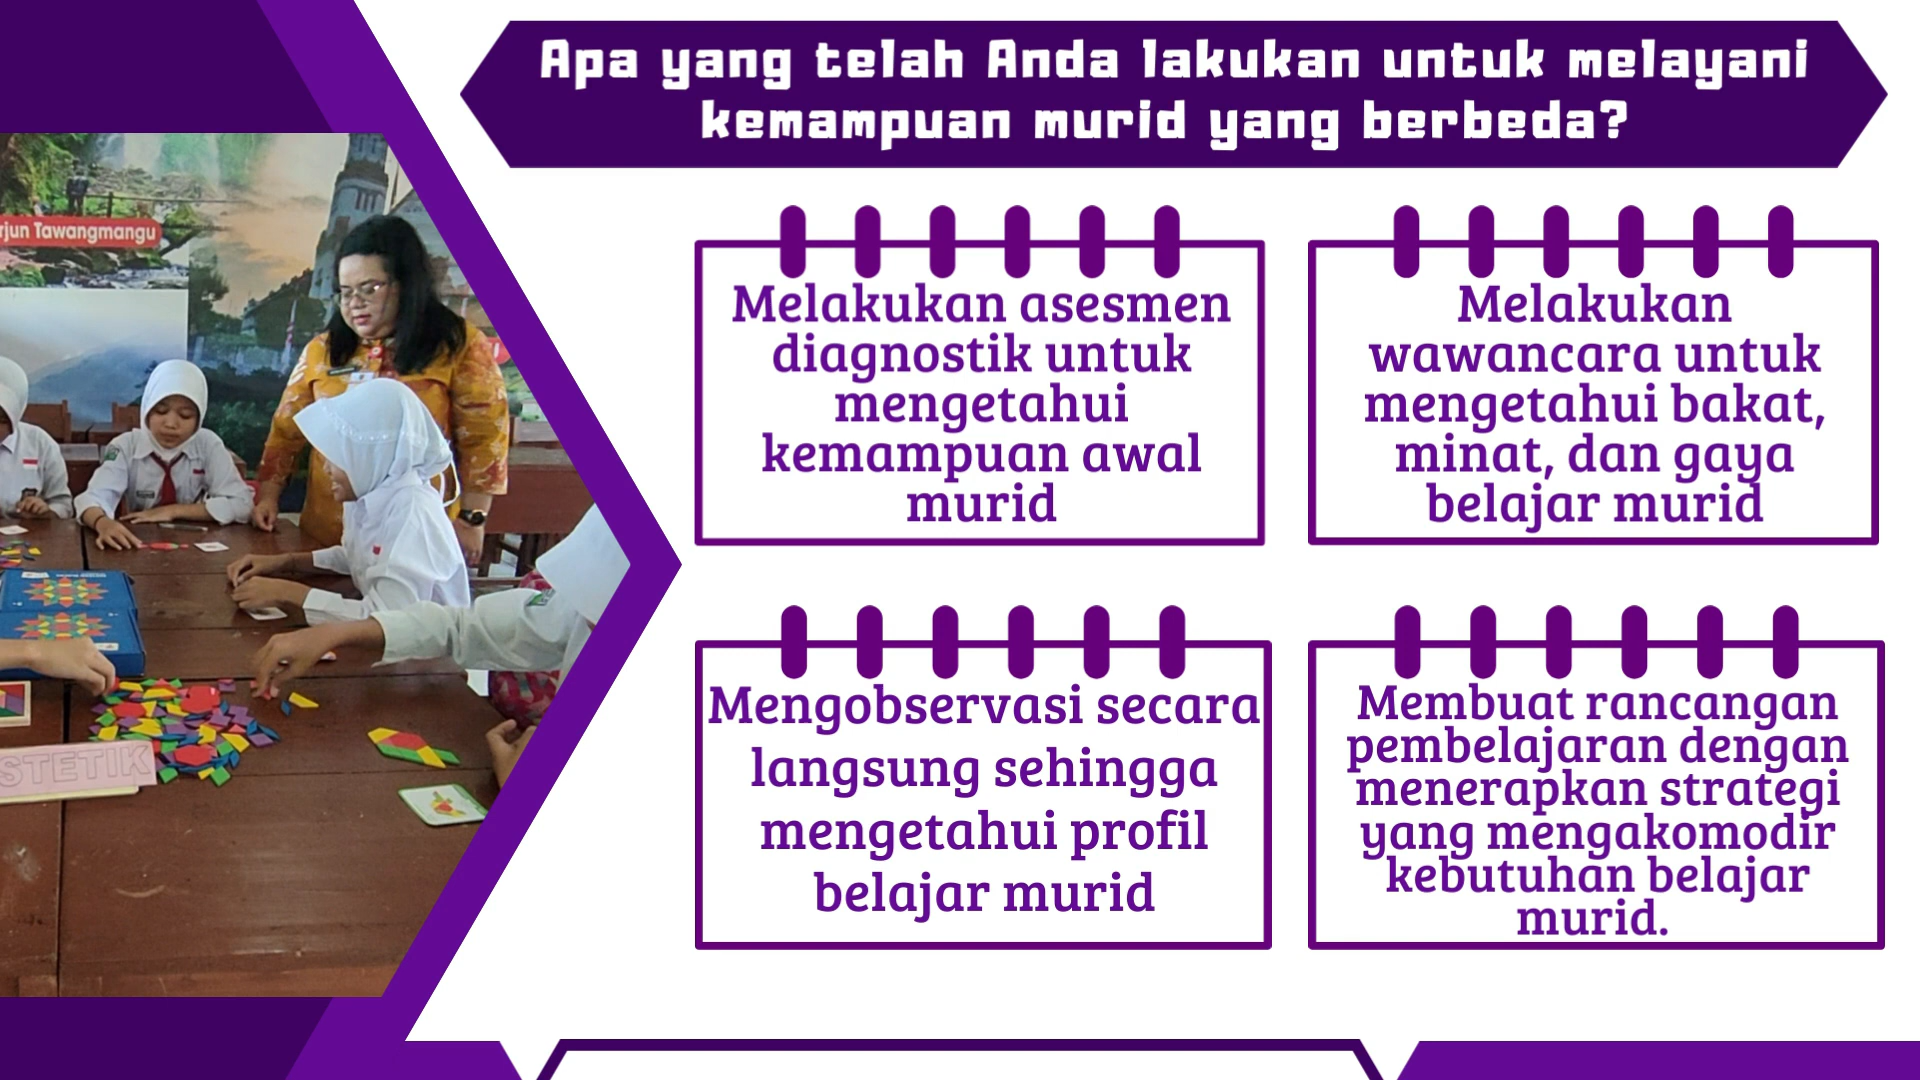 Apa yang telah Anda lakukan untuk melayani
kemampuan murid yang berbeda?
rjun Tawangmangu
STETIK
Melakukan asesmen
diagnostik untuk
mengetahui
kemampuan awal
murid
Melakukan
wawancara untuk
mengetahui bakat,
minat, dan gaya
belajar murid
Mengobservasi secara
langsung sehingga
mengetahui profil
belajar murid
Membuat rancangan
pembelajaran dengan
menerapkan strategi
yang mengakomodir
kebutuhan belajar
murid.